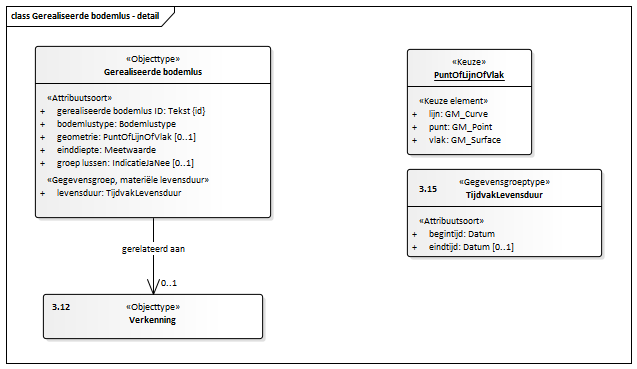 class Gerealiseerde bodemlus - detail
«Objecttype»
Gerealiseerde bodemlus
«Attribuutsoort»
+ gerealiseerde bodemlus ID: Tekst {id}
+ bodemlustype: Bodemlustype
+ geometrie: PuntOfLijnOfVlak [0..1]
+ einddiepte: Meetwaarde
+ groep lussen: IndicatieJaNee [0..1]
«Gegevensgroep, materiële levensduur»
+ levensduur: TijdvakLevensduur
gerelateerd aan
0..1
3.12
«Objecttype»
Verkenning
«Keuze»
PuntOfLijnOfVlak
«Keuze element»
+ lijn: GM_Curve
+ punt: GM_Point
+ vlak: GM_Surface
3.15
«Gegevensgroeptype»
TijdvakLevensduur
«Attribuutsoort»
+ begintijd: Datum
+ eindtijd: Datum [0..1]